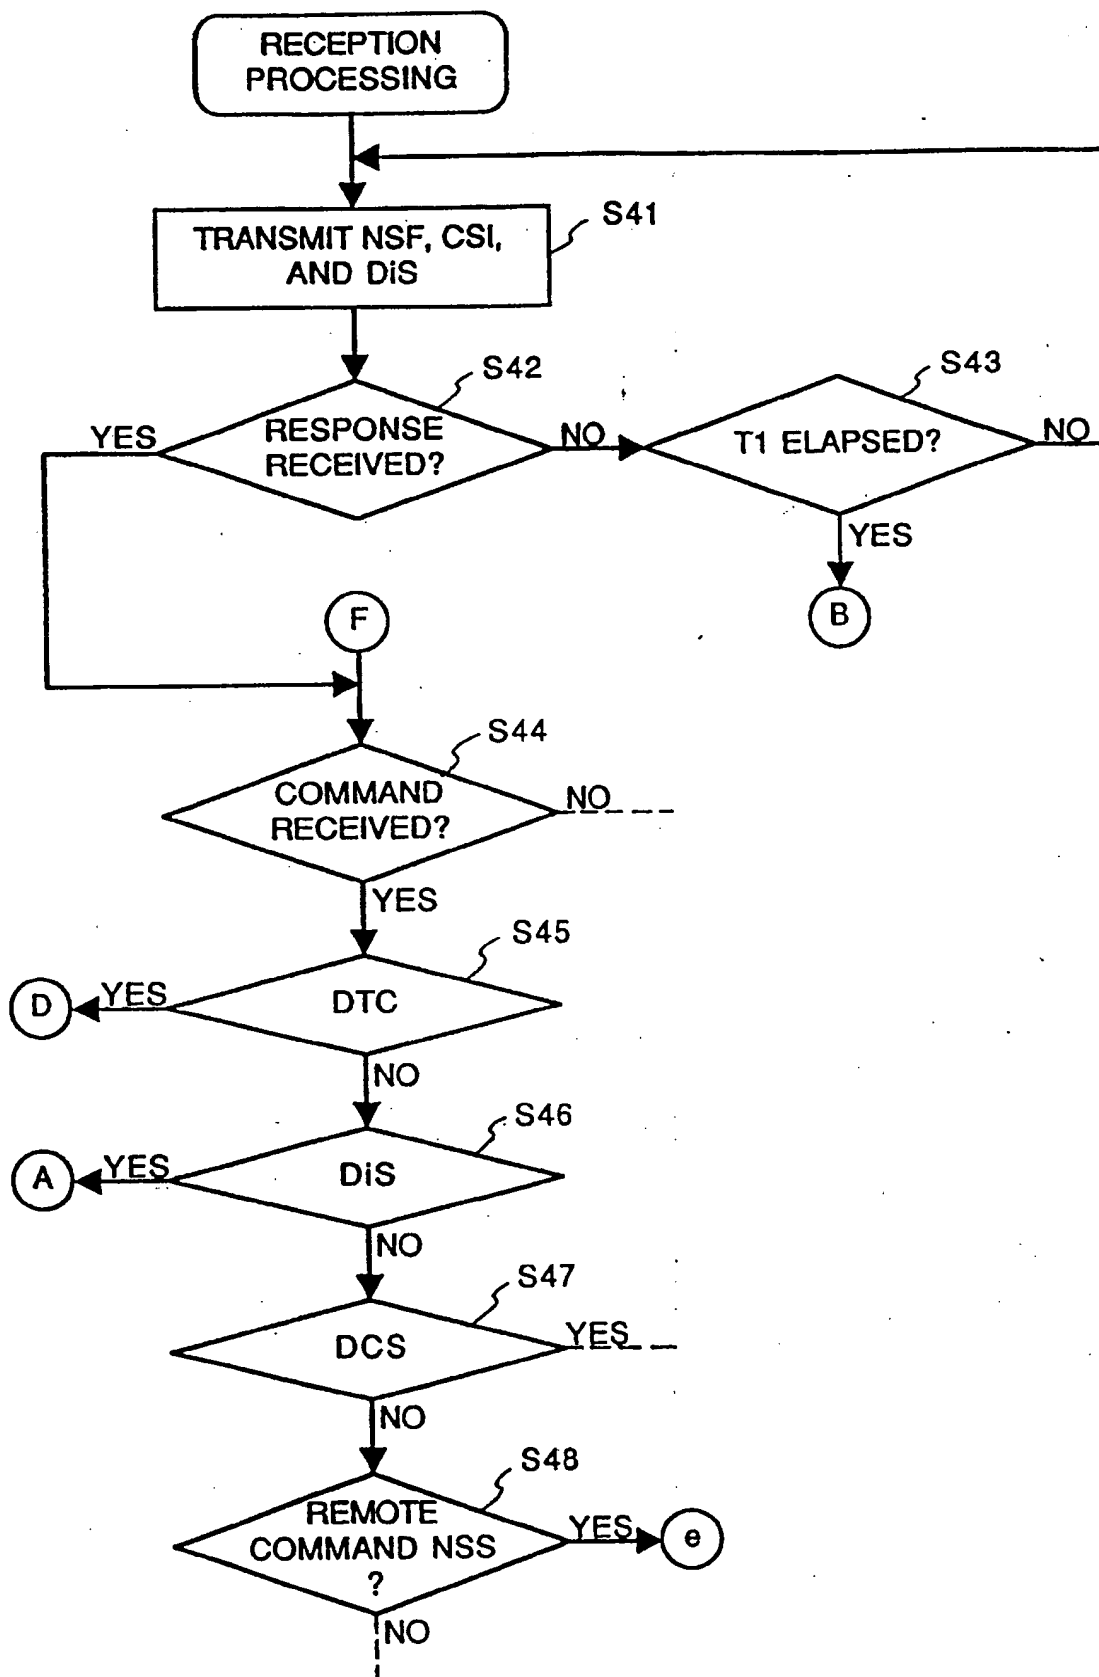 RECEPTION
PROCESSING
S41
TRANSMIT NSF, CSI,
AND DiS
S42
S43
YES
RESPONSE
RECEIVED?
NO
T1 ELAPSED?
NO
YES
B
F
S44
COMMAND
RECEIVED?
NO
YES
S45
D
YES
DTC
NO
S46
A
YES
DiS
NO
S47
DCS
YES
NO
S48
REMOTE
COMMAND NSS
?
YES
e
NO